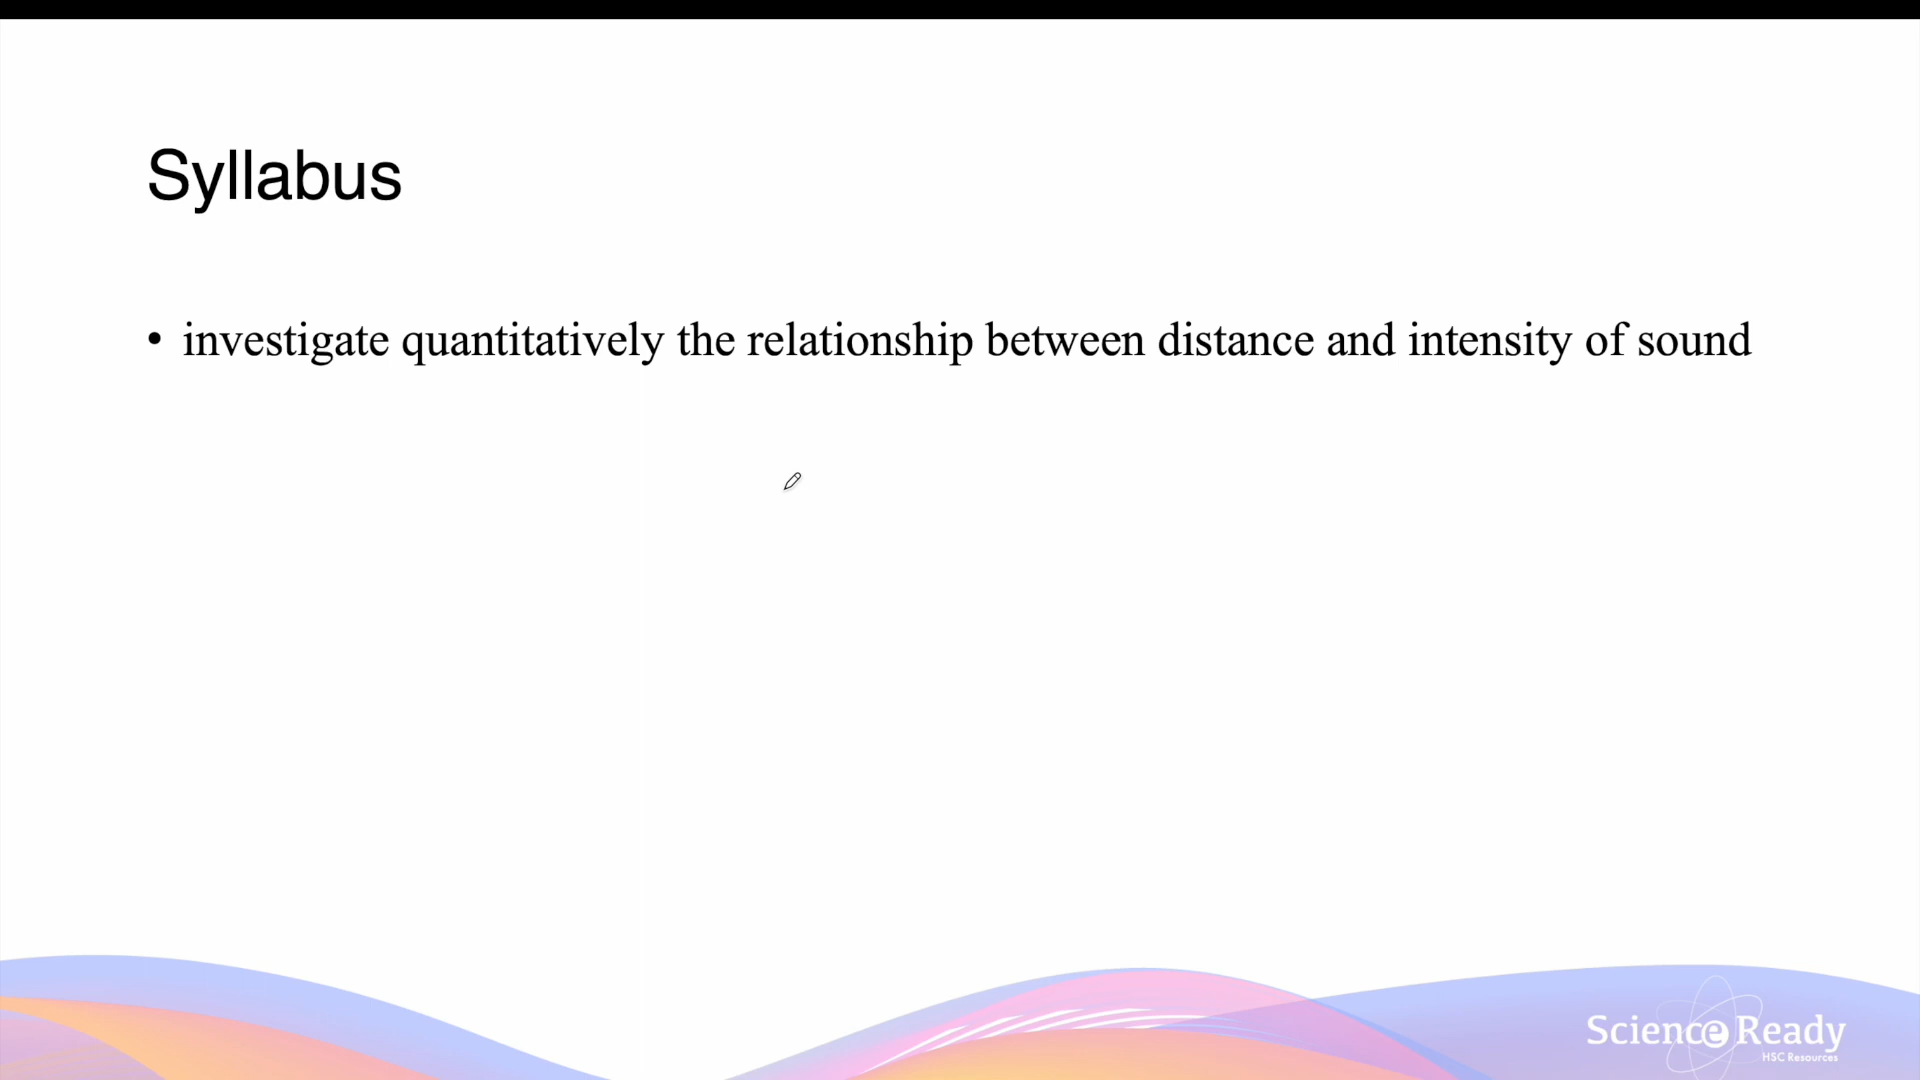 Syllabus
• investigate quantitatively the relationship between distance and intensity of sound
Science Ready
HSC Resources